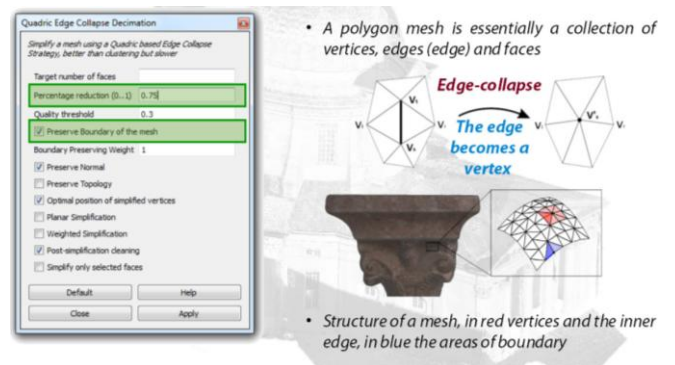 Quadric Edge Collapse Decimation
Simplify a mesh using a Quadric based Edge Collapse
Strategy, better than clustering but slower
Target number of faces
Percentage reduction (0..1) 0.75
Quality threshold 0.3
Preserve Boundary of the mesh
Boundary Preserving Weight 1
Preserve Normal
Preserve Topology
Optimal position of simplified vertices
Planar Simplification
Weighted Simplification
Post-simplification cleaning
Simplify only selected faces
Default Help
Close Apply
• A polygon mesh is essentially a collection of
vertices, edges (edge) and faces
Edge-collapse
The edge
becomes a
vertex
• Structure of a mesh, in red vertices and the inner
edge, in blue the areas of boundary